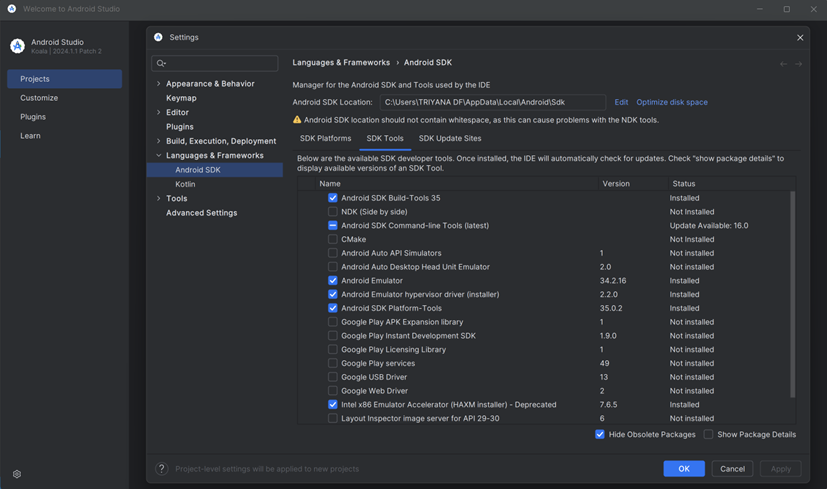 Welcome to Android Studio
Android Studio
Koala | 2024.1.1 Patch 2
Projects
Customize
Plugins
Learn
Settings
Appearance & Behavior
Keymap
Editor
Plugins
Build, Execution, Deployment
Languages & Frameworks
Android SDK
Kotlin
Tools
Advanced Settings
Languages & Frameworks › Android SDK
Manager for the Android SDK and Tools used by the IDE
Android SDK Location: C:\Users\TRIYANA DF\AppData\Local\Android\Sdk Edit Optimize disk space
Android SDK location should not contain whitespace, as this can cause problems with the NDK tools.
SDK Platforms SDK Tools SDK Update Sites
Below are the available SDK developer tools. Once installed, the IDE will automatically check for updates. Check "show package details" to
display available versions of an SDK Tool.
Name Version Status
Android SDK Build-Tools 35 Installed
NDK (Side by side) Not Installed
Android SDK Command-line Tools (latest) Update Available: 16.0
CMake Not Installed
Android Auto API Simulators 1 Not installed
Android Auto Desktop Head Unit Emulator 2.0 Not installed
Android Emulator 34.2.16 Installed
Android Emulator hypervisor driver (installer) 2.2.0 Installed
Android SDK Platform-Tools 35.0.2 Installed
Google Play APK Expansion library 1 Not installed
Google Play Instant Development SDK 1.9.0 Not installed
Google Play Licensing Library 1 Not installed
Google Play services 49 Not installed
Google USB Driver 13 Not installed
Google Web Driver 2 Not installed
Intel x86 Emulator Accelerator (HAXM installer) - Deprecated 7.6.5 Installed
Layout Inspector image server for API 29-30 6 Not installed
Hide Obsolete Packages Show Package Details
? Project-level settings will be applied to new projects
OK Cancel Apply